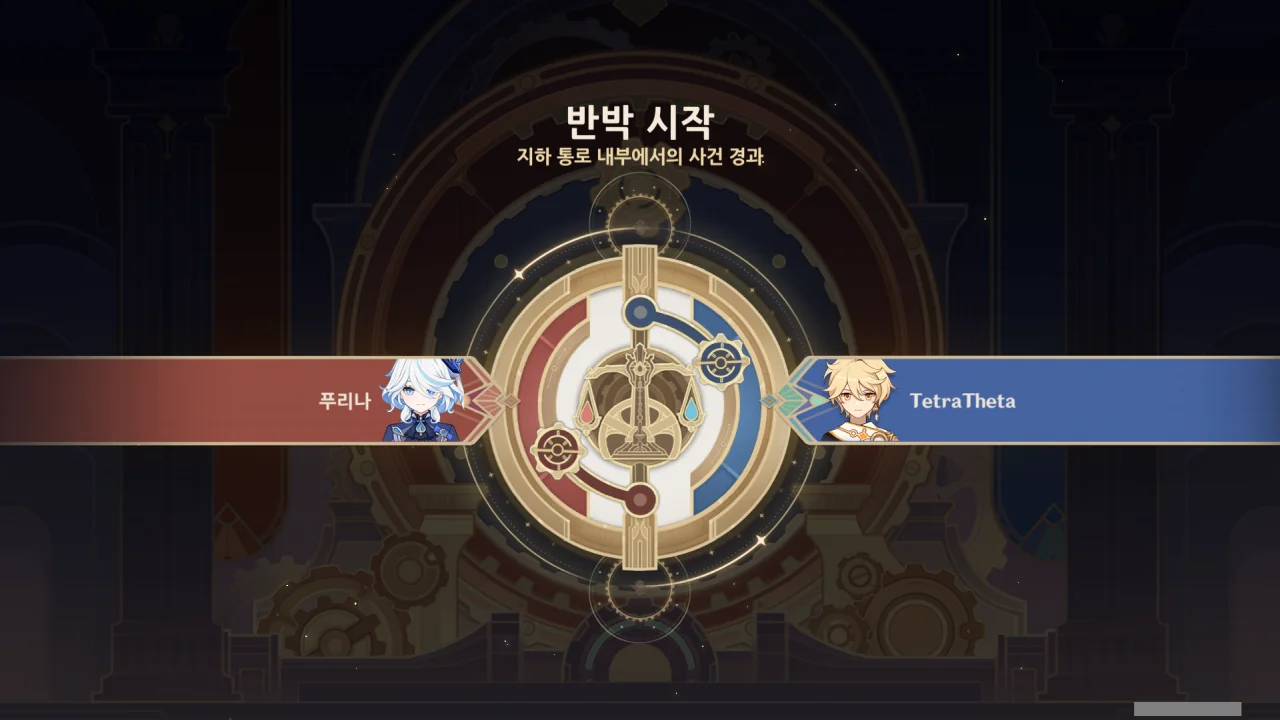 반박 시작
지하 통로 내부에서의 사건 경과
푸리나
TetraTheta